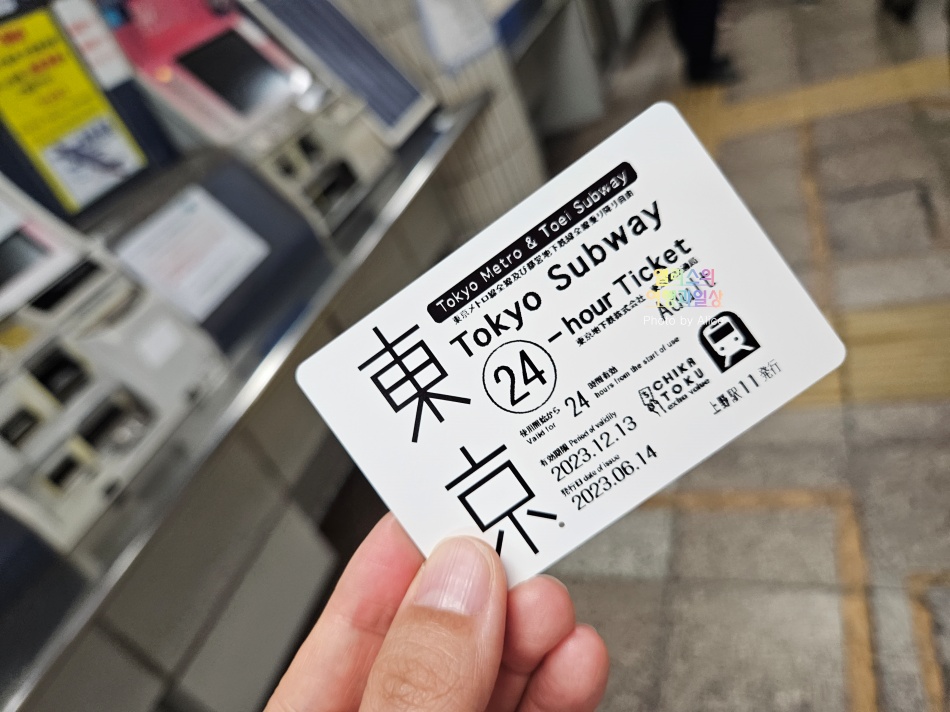 Tokyo Metro & Toei Subway
東京メトロ線全線及び都営地下鉄線全線乗り降り自由
Tokyo Subway
24-hour Ticket
東京地下鉄株式会社
Adult
東京
使用開始から 24 時間有効
Valid for hours from the start of use
有効期限 Period of validity
2023.12.13
発行日 date of issue
2023.06.14
CHIKA
TOKU
extra value
上野駅11発行
Photo by Alice